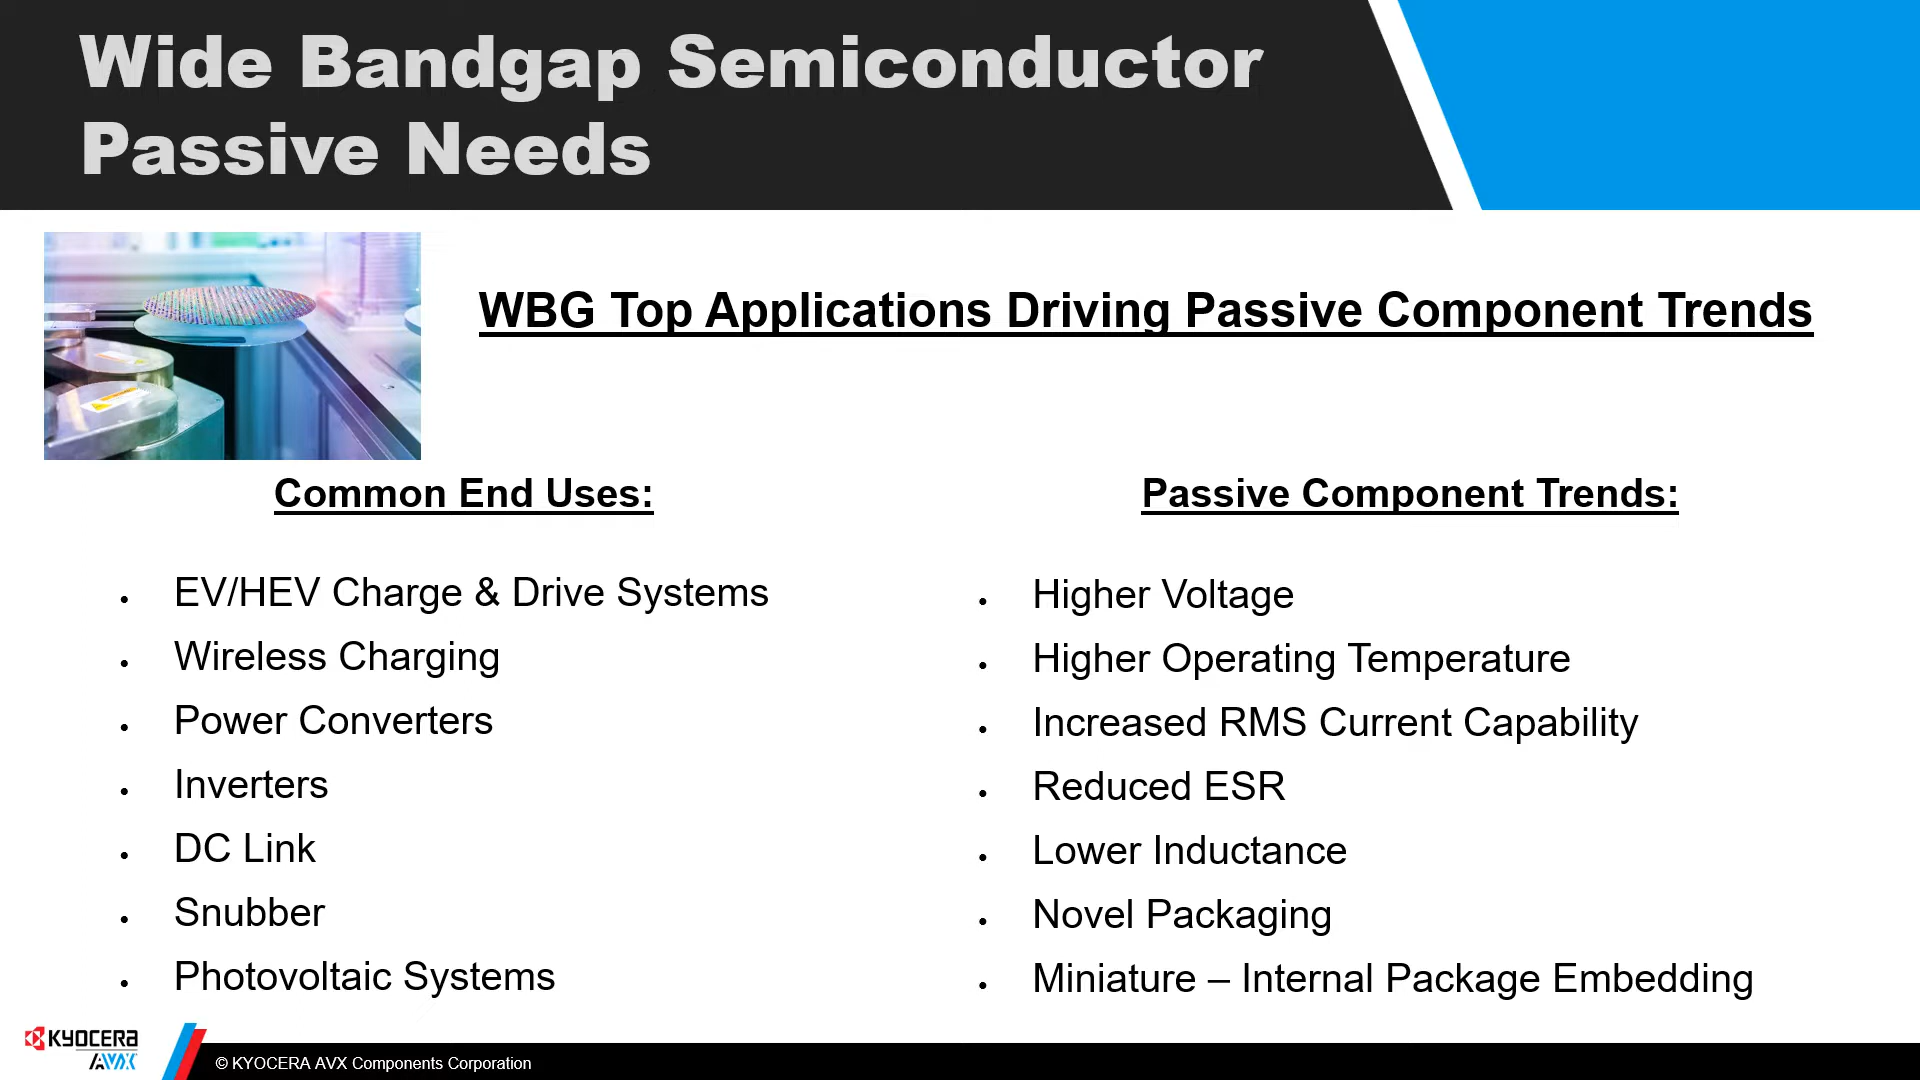 Wide Bandgap Semiconductor
Passive Needs
WBG Top Applications Driving Passive Component Trends
Common End Uses:
• EV/HEV Charge & Drive Systems
• Wireless Charging
• Power Converters
• Inverters
• DC Link
• Snubber
• Photovoltaic Systems
Passive Component Trends:
• Higher Voltage
• Higher Operating Temperature
• Increased RMS Current Capability
• Reduced ESR
• Lower Inductance
• Novel Packaging
• Miniature – Internal Package Embedding
KYOCERA
AVX
© KYOCERA AVX Components Corporation